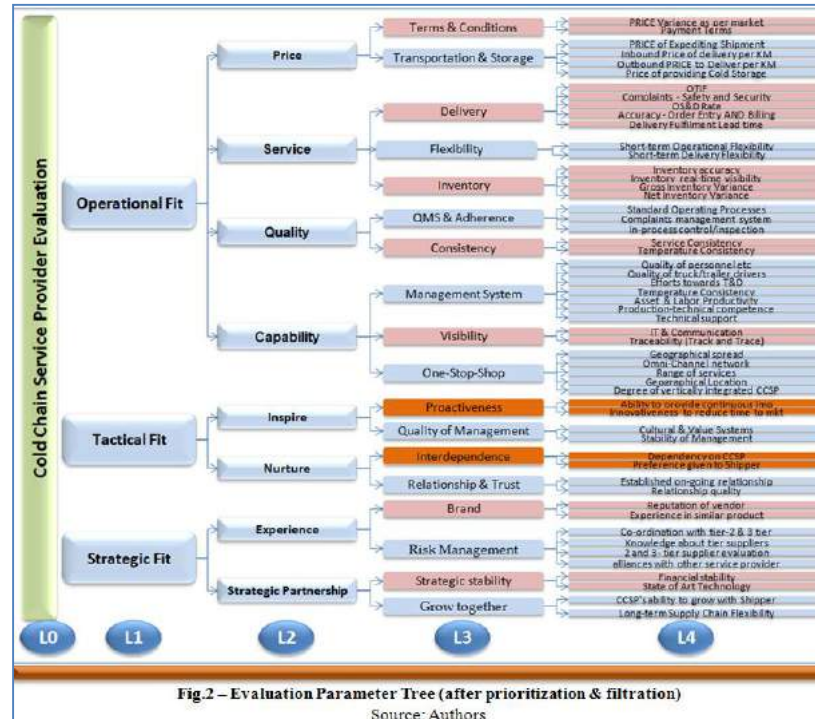 Cold Chain Service Provider Evaluation
Operational Fit
Tactical Fit
Strategic Fit
Price
Service
Quality
Capability
Inspire
Nurture
Experience
Strategic Partnership
Terms & Conditions
Transportation & Storage
Delivery
Flexibility
Inventory
QMS & Adherence
Consistency
Management System
Visibility
One-Stop-Shop
Proactiveness
Quality of Management
Interdependence
Relationship & Trust
Brand
Risk Management
Strategic stability
Grow together
PRICE Variance as per market
Payment Terms
PRICE of Expediting Shipment
Inbound Price of delivery per KM
Outbound PRICE to Deliver per KM
Price of providing Cold Storage
OTIF
Complaints - Safety and Security
OS&D Rate
Accuracy - Order Entry AND Billing
Delivery Fulfilment Lead time
Short-term Operational Flexibility
Short-term Delivery Flexibility
Inventory accuracy
Inventory real-time visibility
Gross Inventory Variance
Net Inventory Variance
Standard Operating Processes
Complaints management system
In-process control/inspection
Service Consistency
Temperature Consistency
Quality of personnel etc
Quality of truck/trailer drivers
Efforts towards T&D
Temperature Consistency
Asset & Labor Productivity
Production-technical competence
Technical support
IT & Communication
Traceability (Track and Trace)
Geographical spread
Omni-Channel network
Range of services
Geographical Location
Degree of vertically integrated CCSP
Ability to provide continuous imp
Innovativeness to reduce time to mkt
Cultural & Value Systems
Stability of Management
Dependency on CCSP
Preference given to Shipper
Established on-going relationship
Relationship quality
Reputation of vendor
Experience in similar product
Co-ordination with tier-2 & 3 tier
Knowledge about tier suppliers
2 and 3- tier supplier evaluation
alliances with other service provider
Financial stability
State of Art Technology
CCSP's ability to grow with Shipper
Long-term Supply Chain Flexibility
L0
L1
L2
L3
L4
Fig.2 – Evaluation Parameter Tree (after prioritization & filtration)
Source: Authors